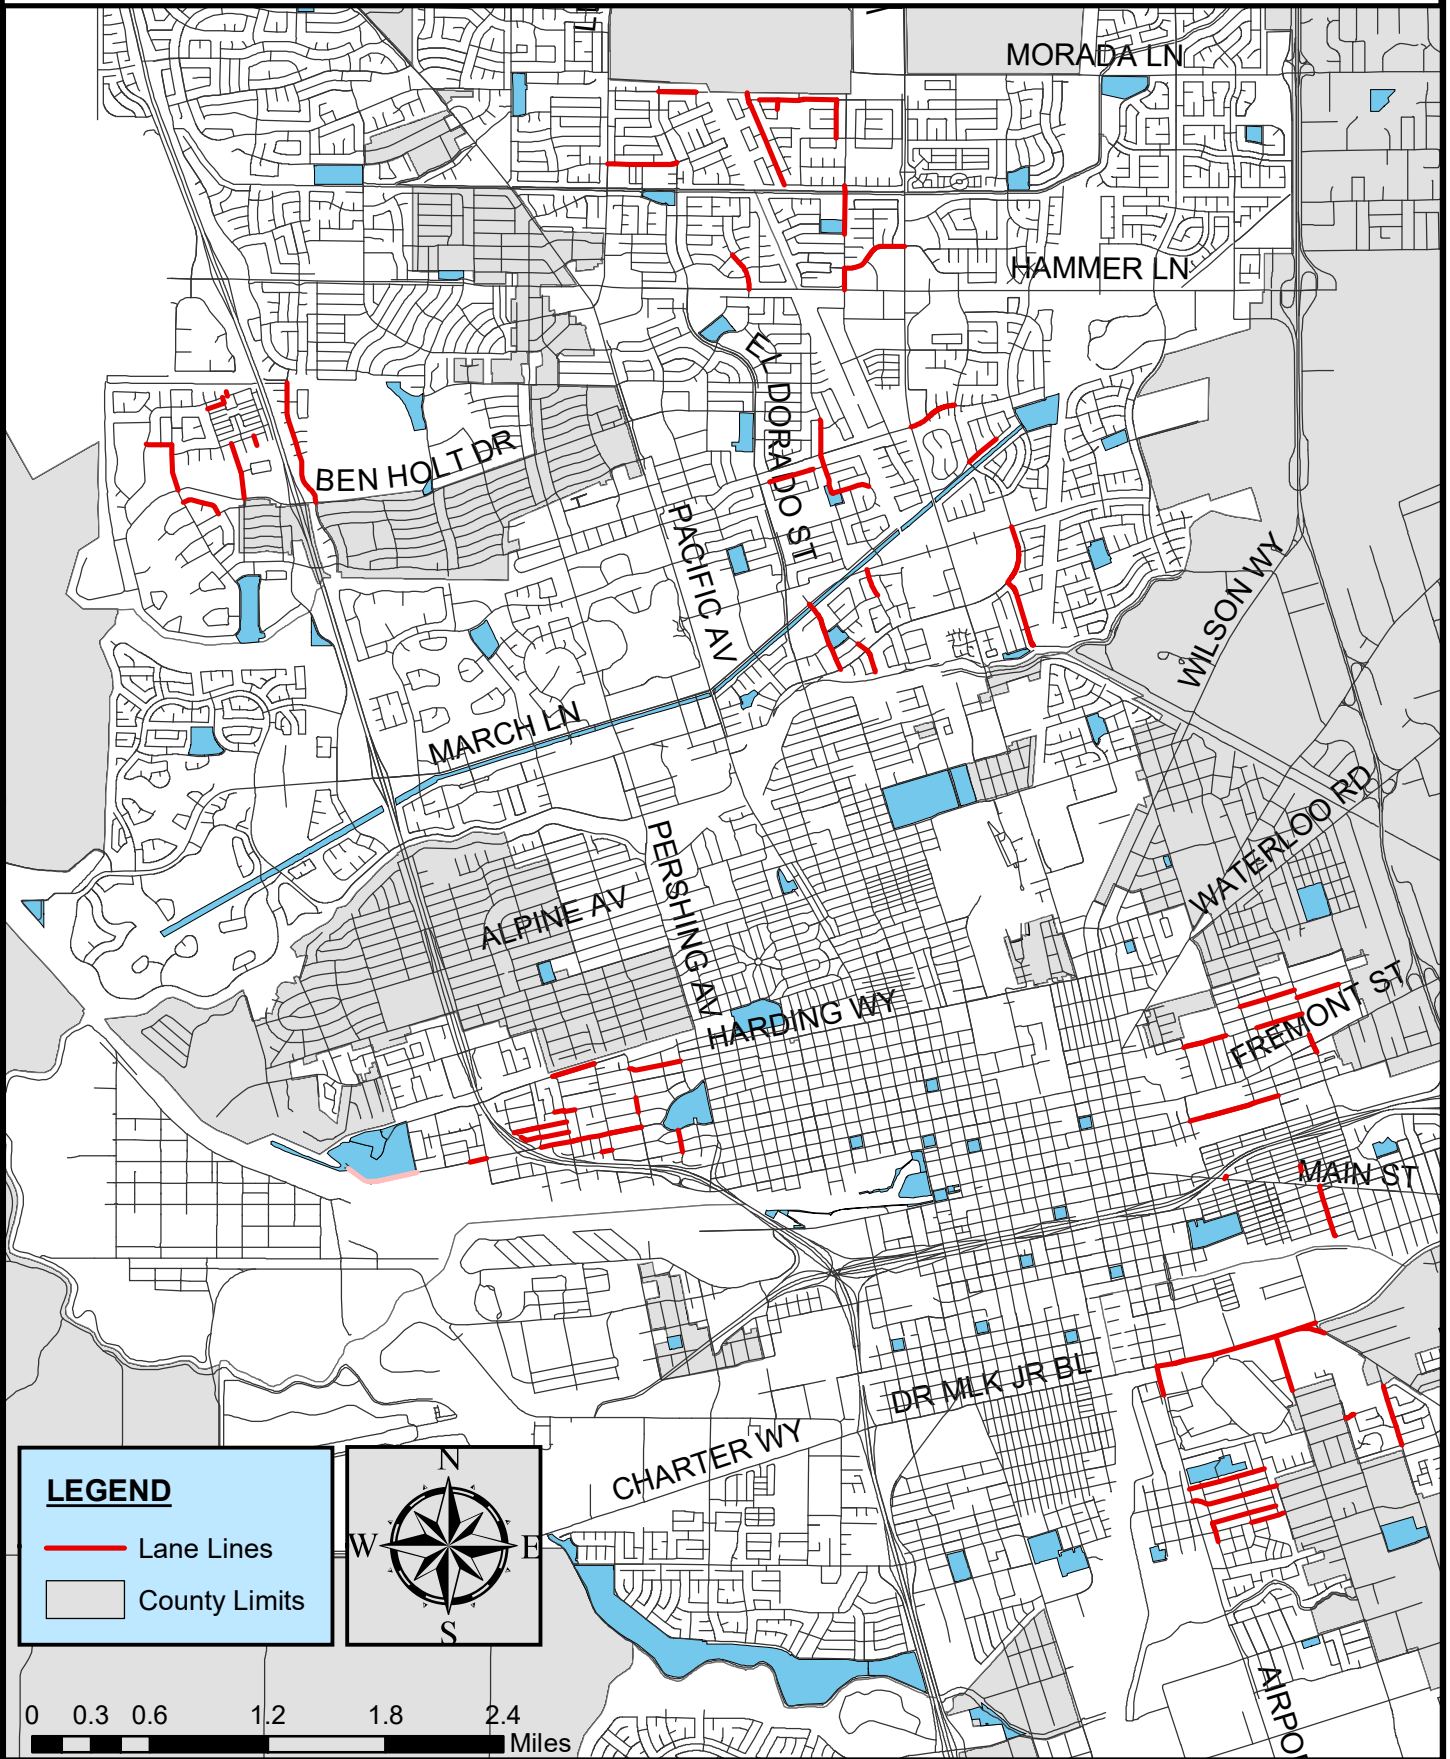 MORADA LN
HAMMER LN
EL DORADO ST
BEN HOLT DR
PACIFIC AV
WILSON WY
MARCH LN
WATERLOO RD
PERSHING AV
ALPINE AV
HARDING WY
FREMONT ST
MAIN ST
DR MLK JR BL
CHARTER WY
LEGEND
Lane Lines
County Limits
N
W
E
S
AIRPO
0 0.3 0.6 1.2 1.8 2.4
Miles